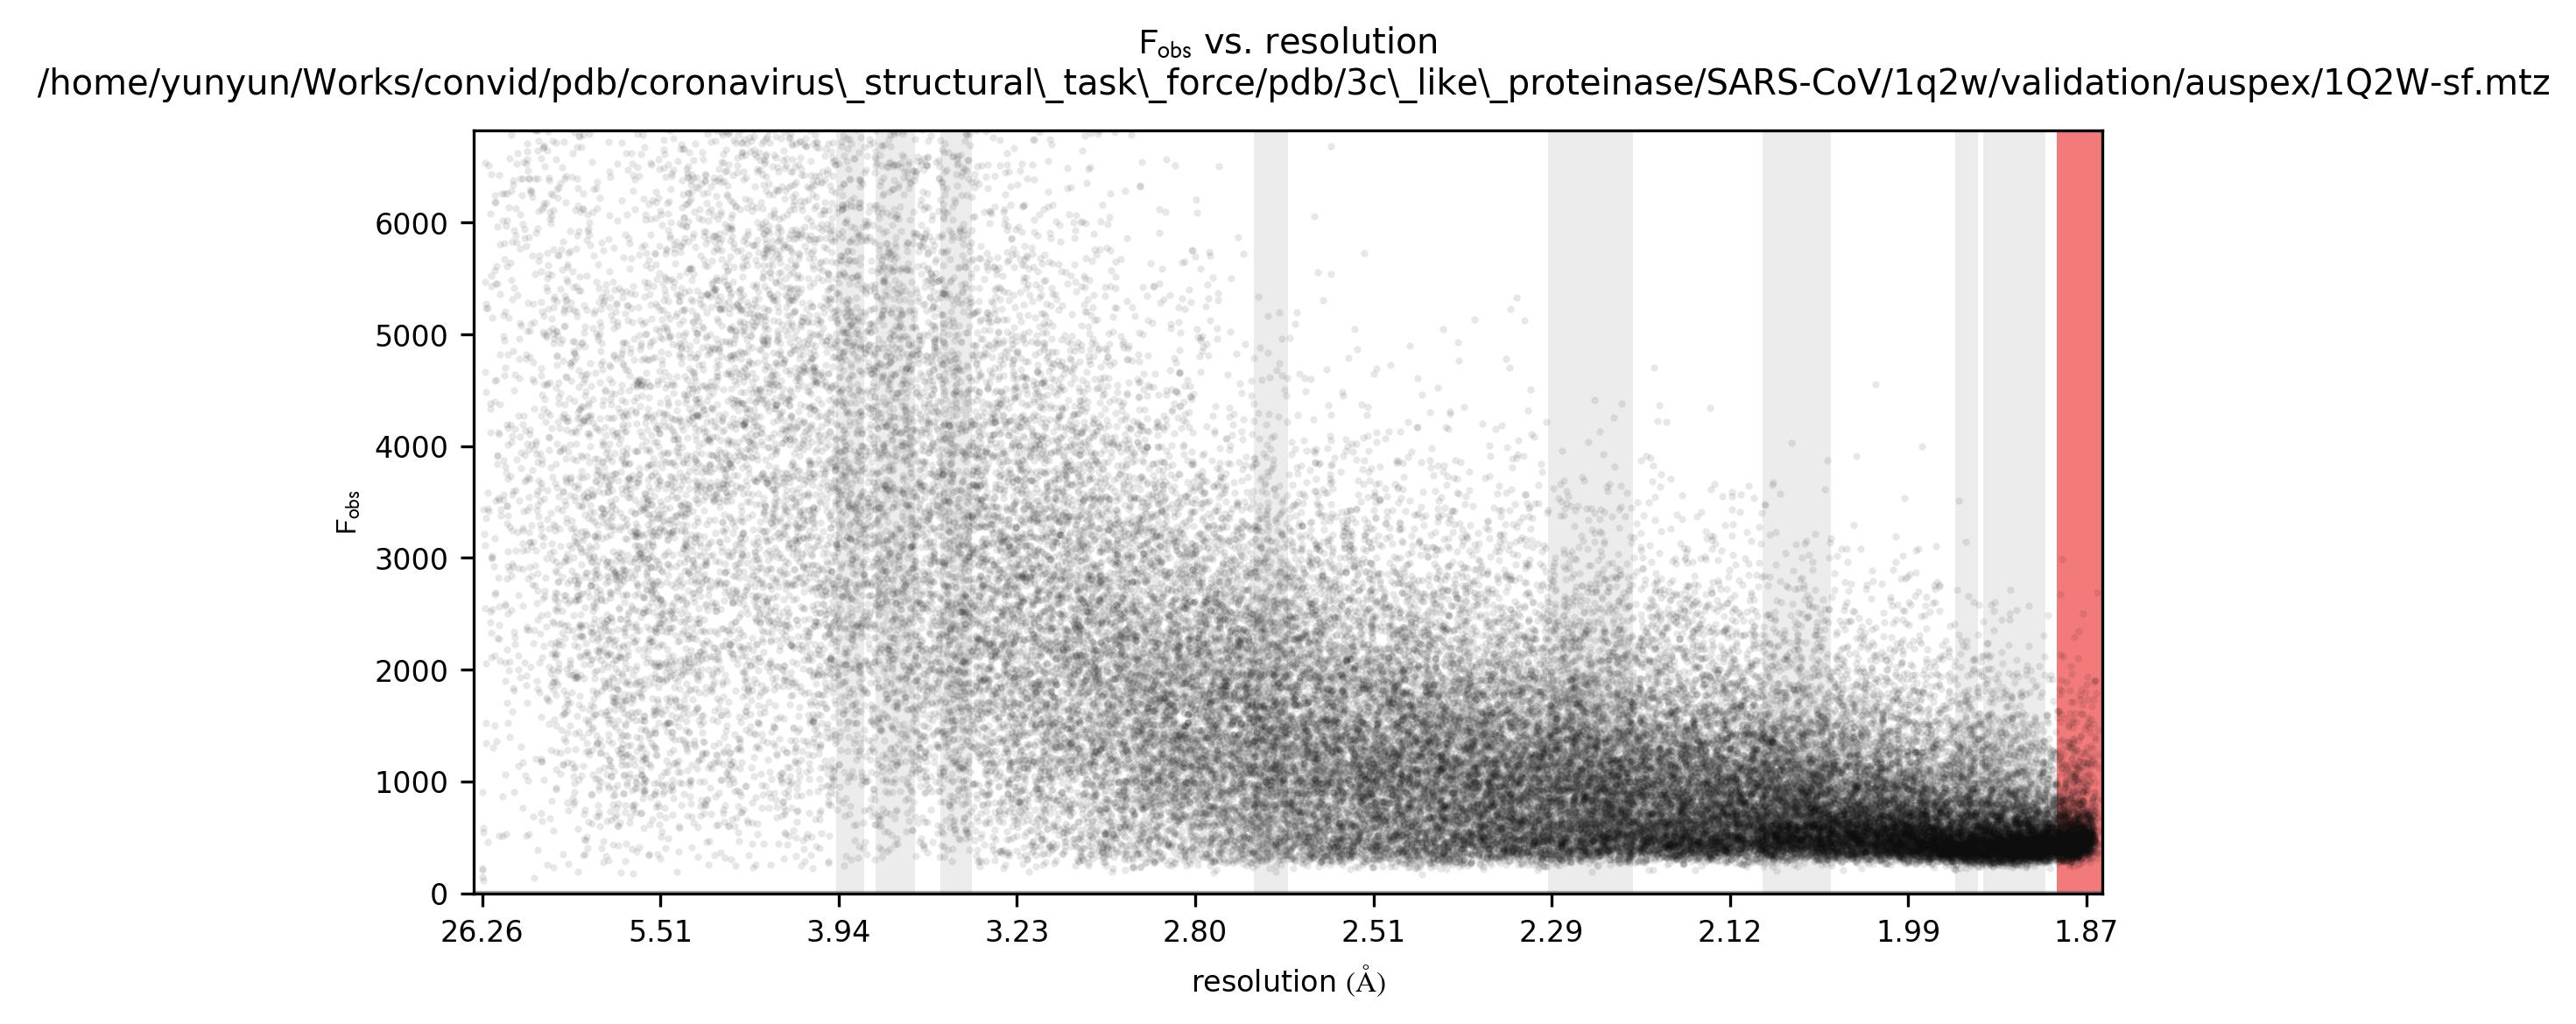 F_obs vs. resolution
/home/yunyun/Works/convid/pdb/coronavirus\_structural\_task\_force/pdb/3c\_like\_proteinase/SARS-CoV/1q2w/validation/auspex/1Q2W-sf.mtz
6000
5000
4000
3000
2000
1000
0
F_obs
26.26 5.51 3.94 3.23 2.80 2.51 2.29 2.12 1.99 1.87
resolution (Å)